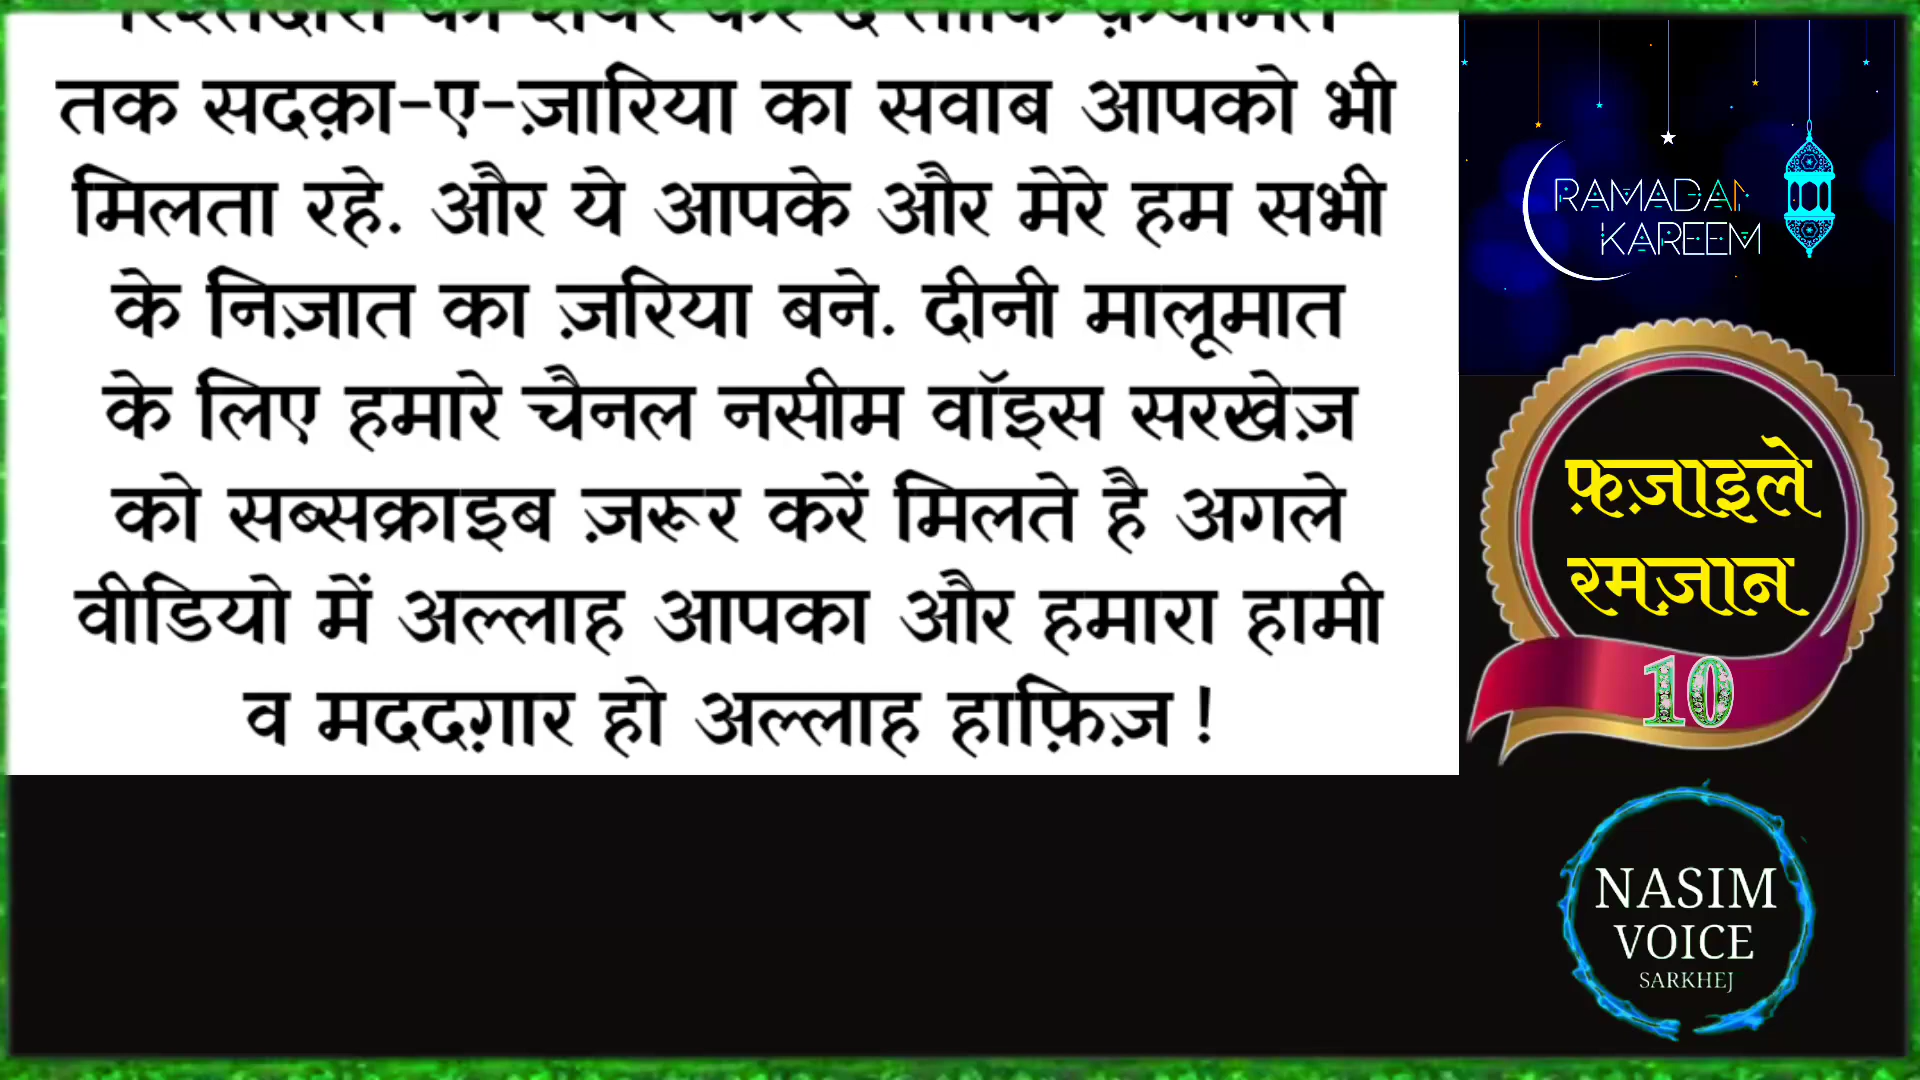 तक सदक़ा-ए-ज़ारिया का सवाब आपको भी
मिलता रहे. और ये आपके और मेरे हम सभी
के निज़ात का ज़रिया बने. दीनी मालूमात
के लिए हमारे चैनल नसीम वॉइस सरखेज़
को सब्सक्राइब ज़रूर करें मिलते है अगले
वीडियो में अल्लाह आपका और हमारा हामी
व मददग़ार हो अल्लाह हाफ़िज़ !
RAMADAN
KAREEM
फ़ज़ाइले
रमज़ान
10
NASIM
VOICE
SARKHEJ